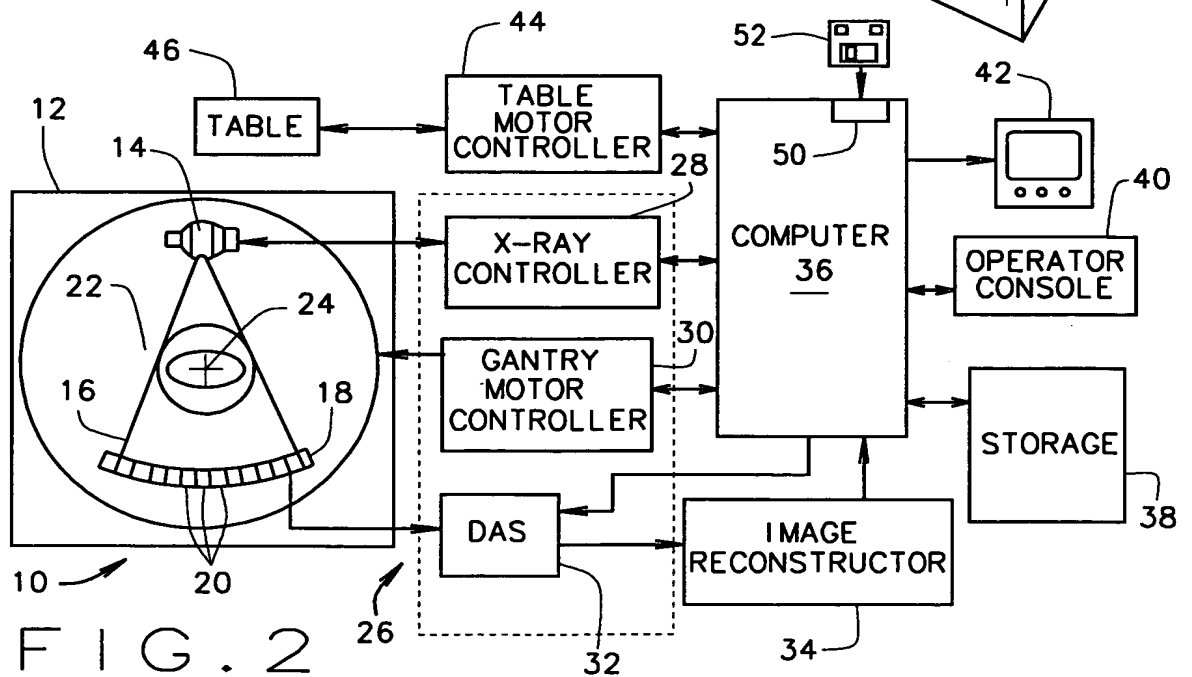 52
44
46
42
12
TABLE
TABLE
MOTOR
CONTROLLER
14
50
28
40
X-RAY
CONTROLLER
COMPUTER
36
OPERATOR
CONSOLE
22
24
30
GANTRY
MOTOR
CONTROLLER
16
18
STORAGE
DAS
IMAGE
RECONSTRUCTOR
38
10
20
26
32
34
FIG. 2